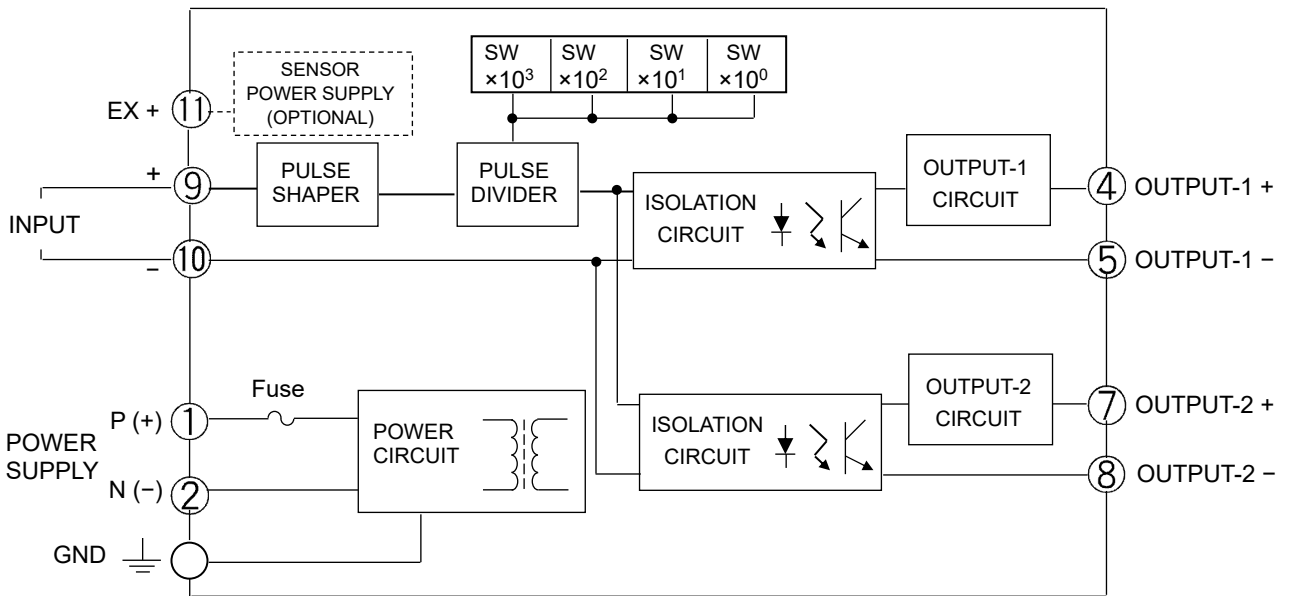 SW ×10³
SW ×10²
SW ×10¹
SW ×10⁰
SENSOR
POWER SUPPLY
(OPTIONAL)
EX + 11
+ 9
PULSE
SHAPER
PULSE
DIVIDER
ISOLATION
CIRCUIT
OUTPUT-1
CIRCUIT
4 OUTPUT-1 +
INPUT
− 10
5 OUTPUT-1 −
POWER
SUPPLY
P (+) 1
Fuse
POWER
CIRCUIT
N (−) 2
GND
ISOLATION
CIRCUIT
OUTPUT-2
CIRCUIT
7 OUTPUT-2 +
8 OUTPUT-2 −